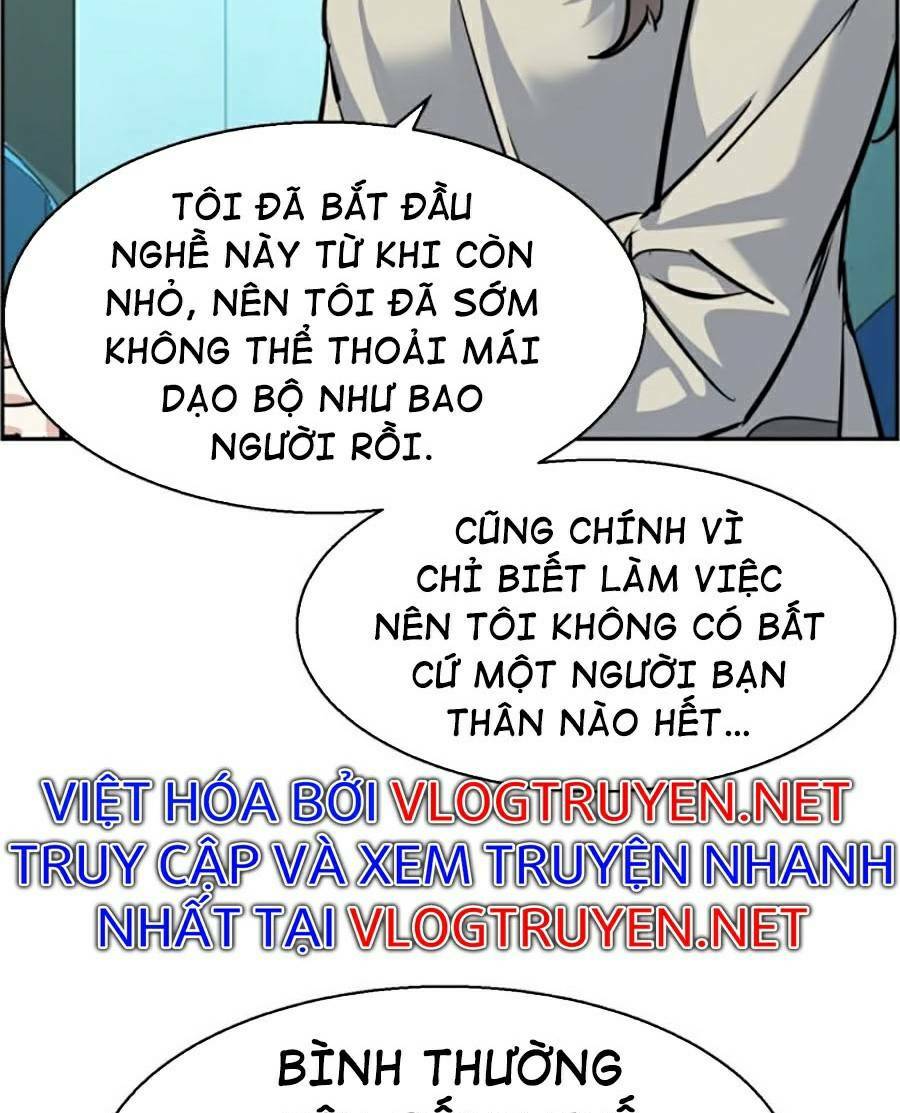 TÔI ĐÃ BẮT ĐẦU
NGHỀ NÀY TỪ KHI CÒN
NHỎ, NÊN TÔI ĐÃ SỚM
KHÔNG THỂ THOẢI MÁI
DẠO BỘ NHƯ BAO
NGƯỜI RỒI.
CŨNG CHÍNH VÌ
CHỈ BIẾT LÀM VIỆC
NÊN TÔI KHÔNG CÓ BẤT
CỨ MỘT NGƯỜI BẠN
THÂN NÀO HẾT...
VIỆT HÓA BỞI VLOGTRUYEN.NET
TRUY CẬP VÀ XEM TRUYỆN NHANH
NHẤT TẠI VLOGTRUYEN.NET
BÌNH THƯỜNG